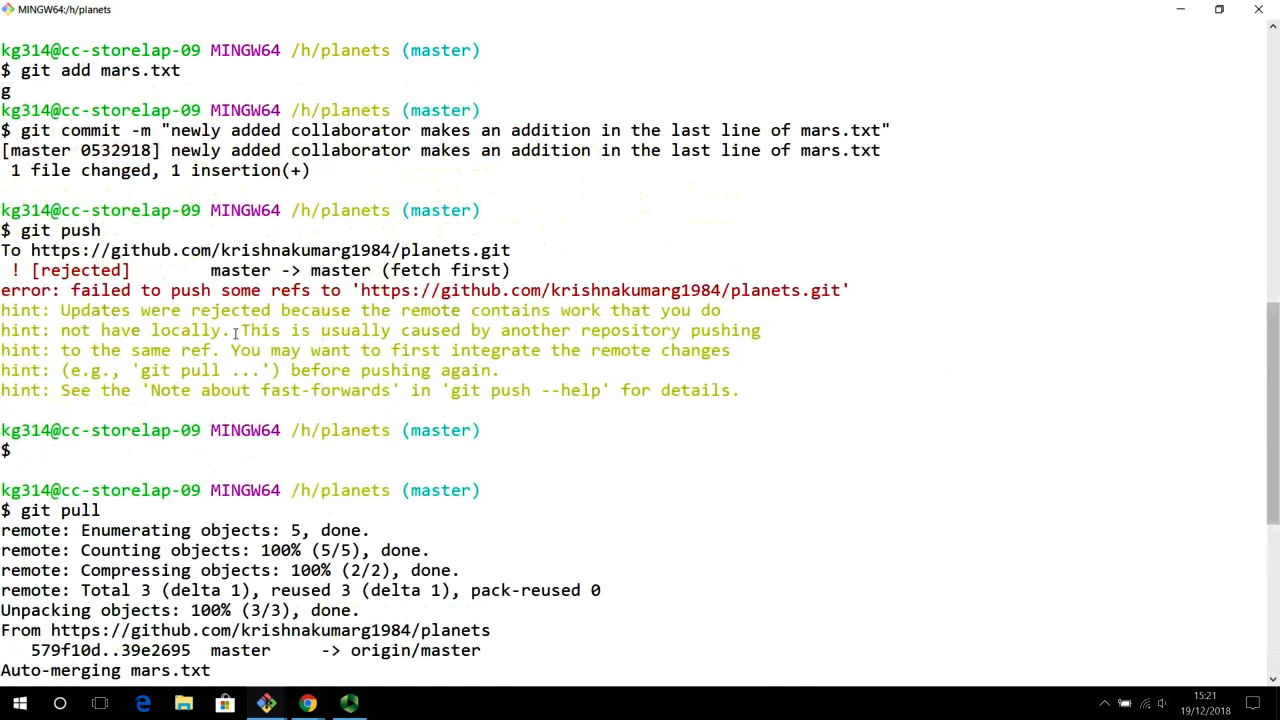 MINGW64:/h/planets
kg314@cc-storelap-09 MINGW64 /h/planets (master)
$ git add mars.txt
g
kg314@cc-storelap-09 MINGW64 /h/planets (master)
$ git commit -m "newly added collaborator makes an addition in the last line of mars.txt"
[master 0532918] newly added collaborator makes an addition in the last line of mars.txt
1 file changed, 1 insertion(+)
kg314@cc-storelap-09 MINGW64 /h/planets (master)
$ git push
To https://github.com/krishnakumarg1984/planets.git
! [rejected] master -> master (fetch first)
error: failed to push some refs to 'https://github.com/krishnakumarg1984/planets.git'
hint: Updates were rejected because the remote contains work that you do
hint: not have locally. This is usually caused by another repository pushing
hint: to the same ref. You may want to first integrate the remote changes
hint: (e.g., 'git pull ...') before pushing again.
hint: See the 'Note about fast-forwards' in 'git push --help' for details.
kg314@cc-storelap-09 MINGW64 /h/planets (master)
$
kg314@cc-storelap-09 MINGW64 /h/planets (master)
$ git pull
remote: Enumerating objects: 5, done.
remote: Counting objects: 100% (5/5), done.
remote: Compressing objects: 100% (2/2), done.
remote: Total 3 (delta 1), reused 3 (delta 1), pack-reused 0
Unpacking objects: 100% (3/3), done.
From https://github.com/krishnakumarg1984/planets
579f10d..39e2695 master -> origin/master
Auto-merging mars.txt
15:21
19/12/2018